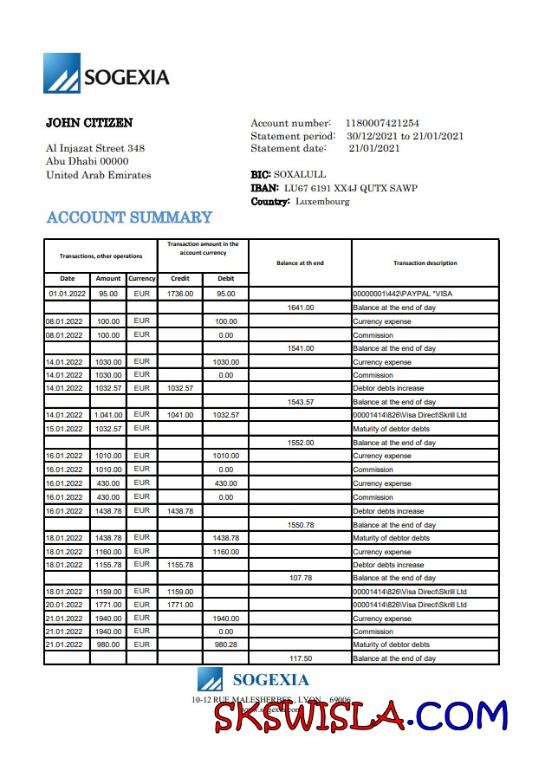 SOGEXIA
JOHN CITIZEN
Al Injazat Street 348
Abu Dhabi 00000
United Arab Emirates
Account number: 1180007421254
Statement period: 30/12/2021 to 21/01/2021
Statement date: 21/01/2021
BIC: SOXALULL
IBAN: LU67 6191 XX4J QUTX SAWP
Country: Luxembourg
ACCOUNT SUMMARY
Transactions, other operations Transaction amount in the account currency Balance at th end Transaction description
Date Amount Currency Credit Debit
01.01.2022 95.00 EUR 1736.00 95.00 00000001\442\PAYPAL *VISA
1641.00 Balance at the end of day
08.01.2022 100.00 EUR 100.00 Currency expense
08.01.2022 100.00 EUR 0.00 Commission
1541.00 Balance at the end of day
14.01.2022 1030.00 EUR 1030.00 Currency expense
14.01.2022 1030.00 EUR 0.00 Commission
14.01.2022 1032.57 EUR 1032.57 Debtor debts increase
1543.57 Balance at the end of day
14.01.2022 1.041.00 EUR 1041.00 1032.57 00001414\826\Visa Direct\Skrill Ltd
15.01.2022 1032.57 EUR Maturity of debtor debts
1552.00 Balance at the end of day
16.01.2022 1010.00 EUR 1010.00 Currency expense
16.01.2022 1010.00 EUR 0.00 Commission
16.01.2022 430.00 EUR 430.00 Currency expense
16.01.2022 430.00 EUR 0.00 Commission
16.01.2022 1438.78 EUR 1438.78 Debtor debts increase
1550.78 Balance at the end of day
18.01.2022 1438.78 EUR 1438.78 Maturity of debtor debts
18.01.2022 1160.00 EUR 1160.00 Currency expense
18.01.2022 1155.78 EUR 1155.78 Debtor debts increase
107.78 Balance at the end of day
18.01.2022 1159.00 EUR 1159.00 00001414\826\Visa Direct\Skrill Ltd
20.01.2022 1771.00 EUR 1771.00 00001414\826\Visa Direct\Skrill Ltd
21.01.2022 1940.00 EUR 1940.00 Currency expense
21.01.2022 1940.00 EUR 0.00 Commission
21.01.2022 980.00 EUR 980.28 Maturity of debtor debts
117.50 Balance at the end of day
SOGEXIA
10-12 RUE MALESHERBES, LYON, 69006
SKSWISLA.COM